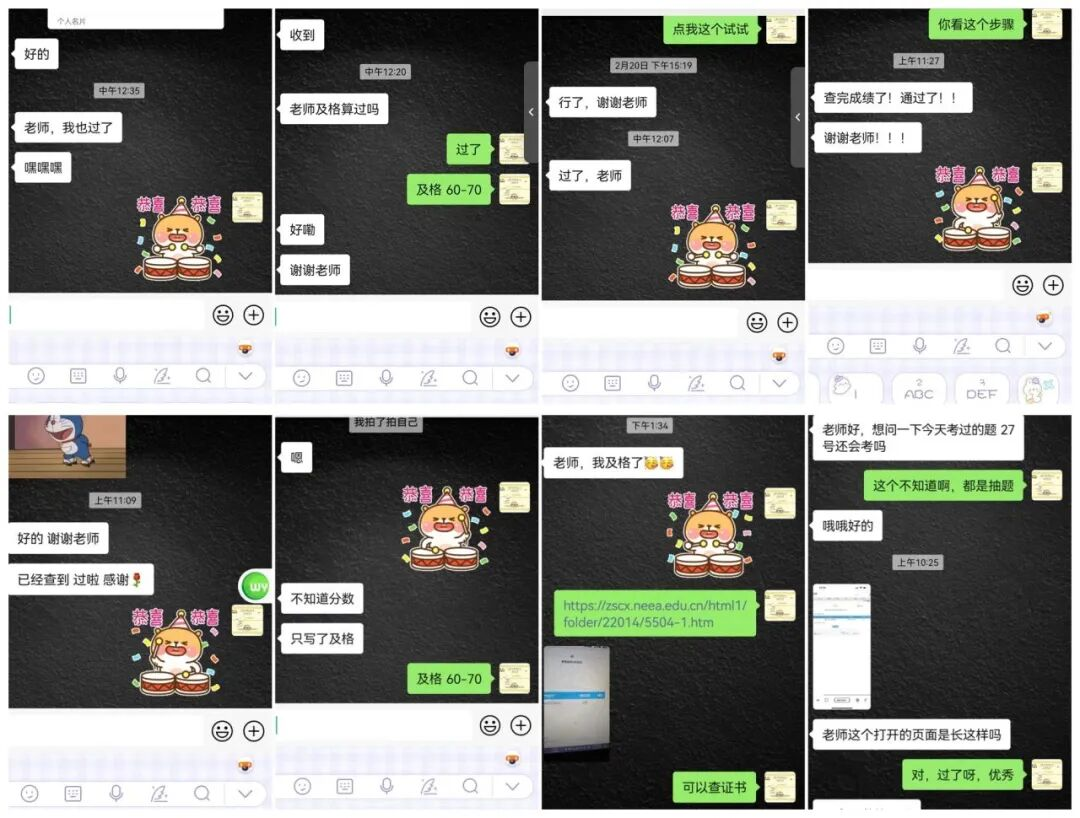 个人名片
好的
中午12:35
老师，我也过了
嘿嘿嘿
恭喜 恭喜
收到
中午12:20
老师及格算过吗
过了
及格 60-70
好嘞
谢谢老师
点我这个试试
2月20日 下午15:19
行了，谢谢老师
中午12:07
过了，老师
恭喜 恭喜
你看这个步骤
上午11:27
查完成绩了！通过了！！
谢谢老师！！！
恭喜 恭喜
1
2
ABC
3
DEF
上午11:09
好的 谢谢老师
已经查到 过啦 感谢🌹
wy
恭喜 恭喜
我拍了拍自己
嗯
恭喜 恭喜
不知道分数
只写了及格
及格 60-70
下午1:34
老师，我及格了🥳🥳
恭喜 恭喜
https://zscx.neea.edu.cn/html1/
folder/22014/5504-1.htm
可以查证书
老师好，想问一下今天考过的题 27
号还会考吗
这个不知道啊，都是抽题
哦哦好的
上午10:25
老师这个打开的页面是长这样吗
对，过了呀，优秀